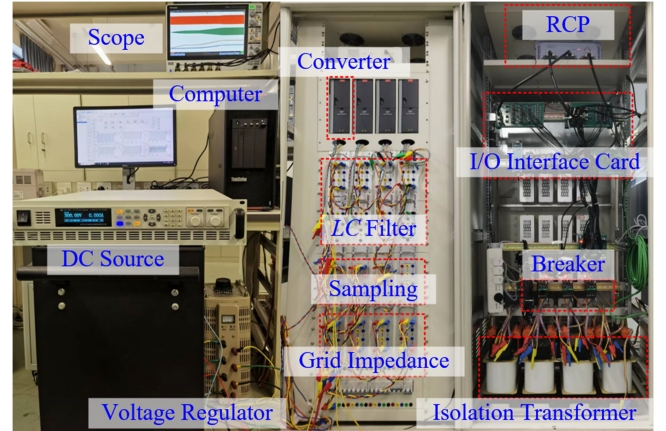 Scope
Computer
DC Source
Voltage Regulator
Converter
LC Filter
Sampling
Grid Impedance
RCP
I/O Interface Card
Breaker
Isolation Transformer